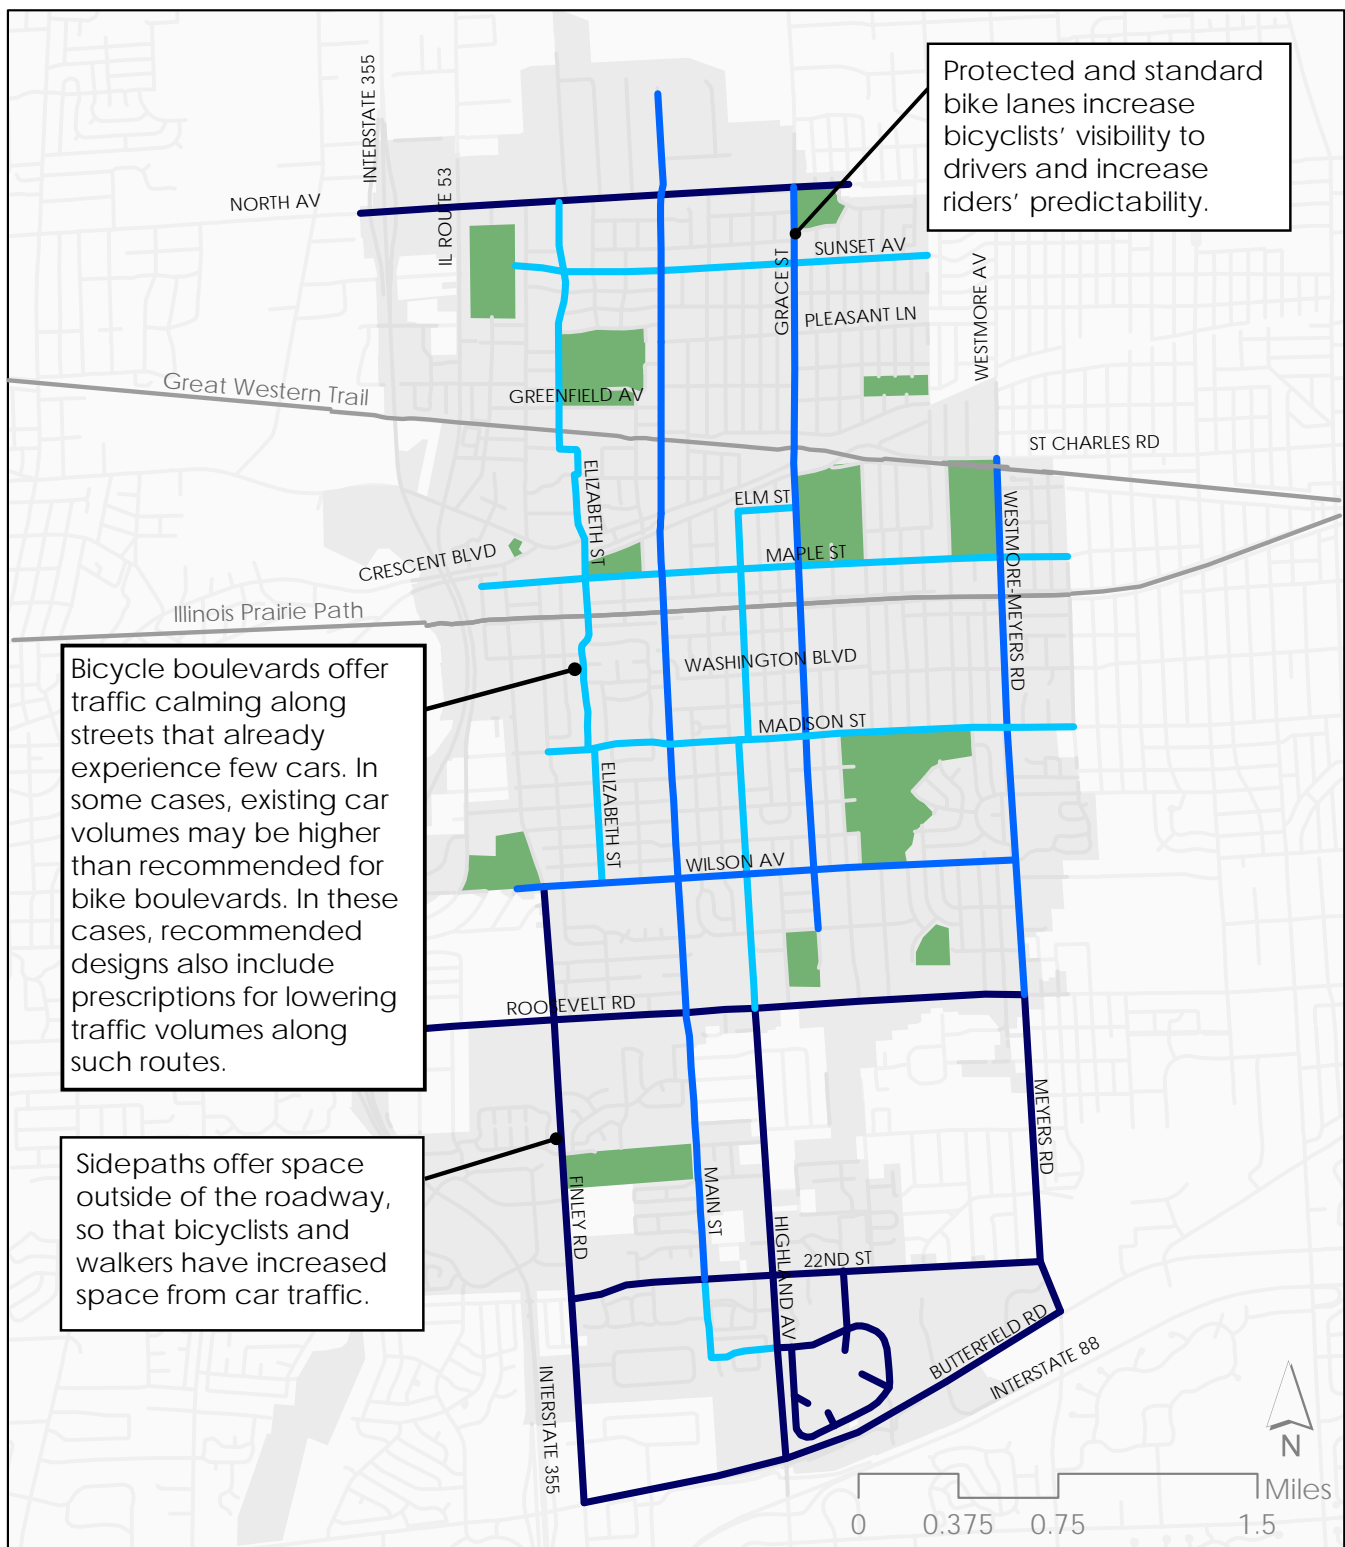 Protected and standard
bike lanes increase
bicyclists’ visibility to
drivers and increase
riders’ predictability.
INTERSTATE 355
IL ROUTE 53
NORTH AV
SUNSET AV
GRACE ST
WESTMORE AV
PLEASANT LN
Great Western Trail
GREENFIELD AV
ST CHARLES RD
ELIZABETH ST
ELM ST
WESTMORE-MEYERS RD
CRESCENT BLVD
MAPLE ST
Illinois Prairie Path
WASHINGTON BLVD
Bicycle boulevards offer
traffic calming along
streets that already
experience few cars. In
some cases, existing car
volumes may be higher
than recommended for
bike boulevards. In these
cases, recommended
designs also include
prescriptions for lowering
traffic volumes along
such routes.
MADISON ST
ELIZABETH ST
WILSON AV
ROOSEVELT RD
MEYERS RD
Sidepaths offer space
outside of the roadway,
so that bicyclists and
walkers have increased
space from car traffic.
FINLEY RD
MAIN ST
HIGHLAND AV
22ND ST
BUTTERFIELD RD
INTERSTATE 88
INTERSTATE 355
N
Miles
0 0.375 0.75 1.5